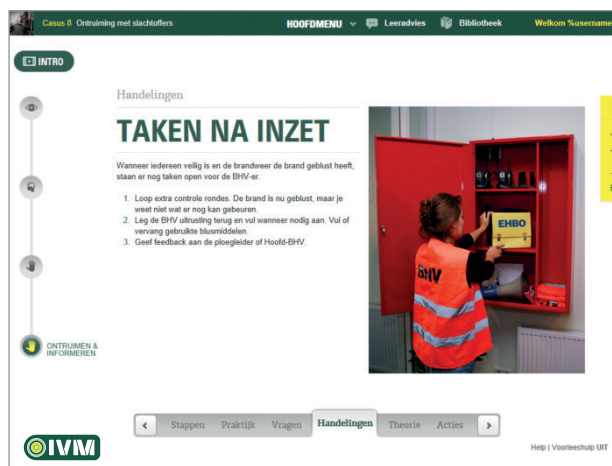 Casus 8 Ontruiming met slachtoffers
HOOFDMENU
Leeradvies
Bibliotheek
Welkom %username
INTRO
Handelingen
TAKEN NA INZET
Wanneer iedereen veilig is en de brandweer de brand geblust heeft,
staan er nog taken open voor de BHV-er.
1. Loop extra controle rondes. De brand is nu geblust, maar je
weet niet wat er nog kan gebeuren.
2. Leg de BHV uitrusting terug en vul wanneer nodig aan. Vul of
vervang gebruikte blusmiddelen.
3. Geef feedback aan de ploegleider of Hoofd-BHV.
EHBO
BHV
ONTRUIMEN &
INFORMEREN
Stappen
Praktijk
Vragen
Handelingen
Theorie
Acties
IVM
Help | Voorleeshulp UIT